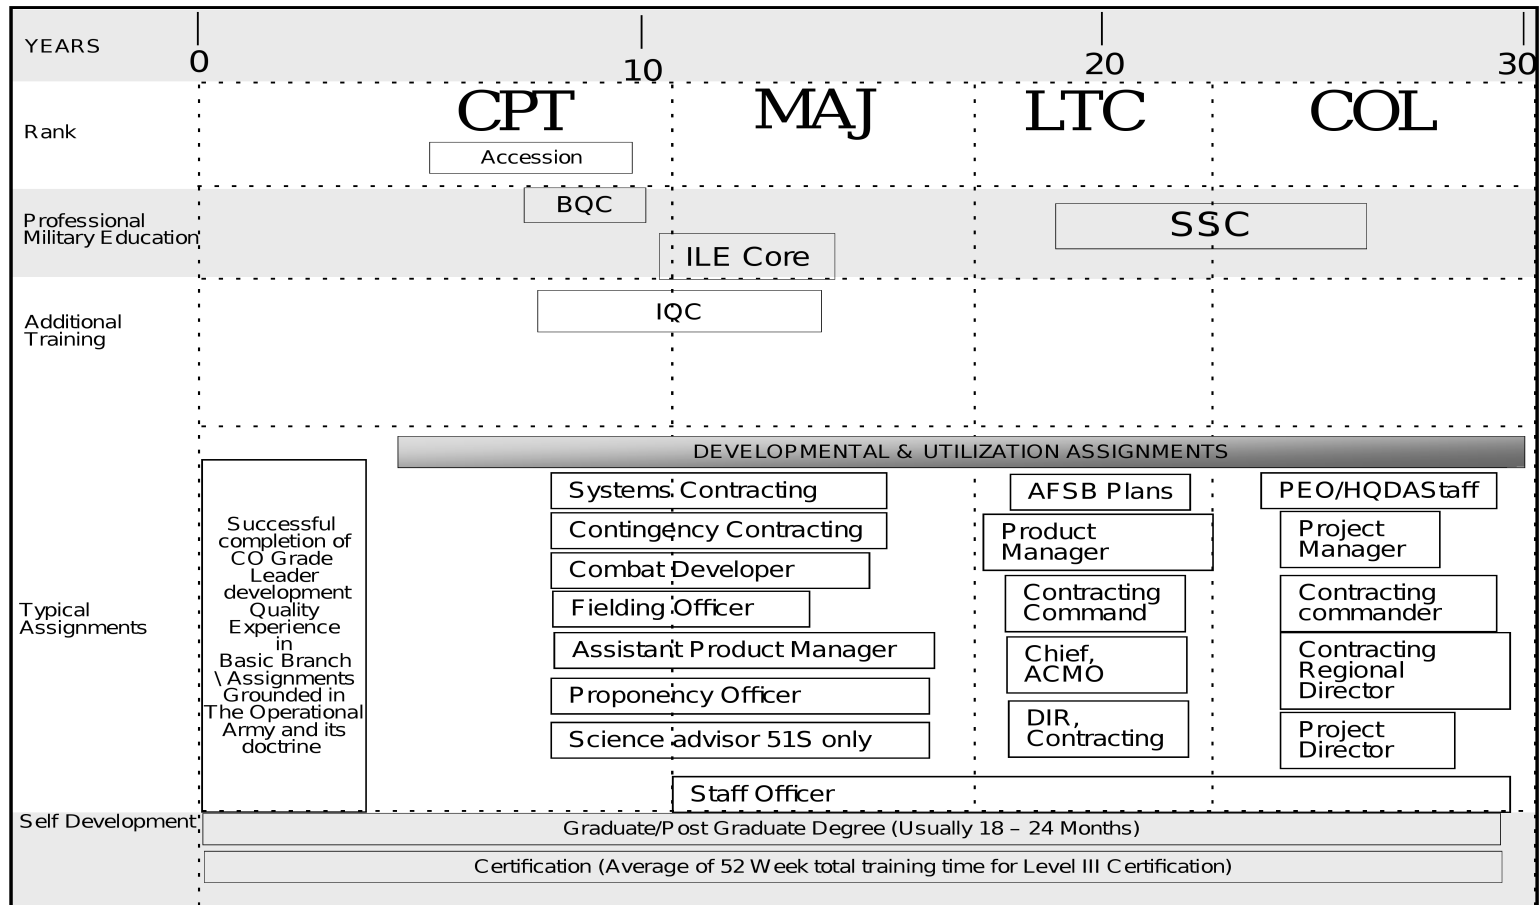 YEARS
0
10
20
30
Rank
CPT
MAJ
LTC
COL
Accession
Professional
Military Education
BQC
ILE Core
SSC
Additional
Training
IQC
DEVELOPMENTAL & UTILIZATION ASSIGNMENTS
Typical
Assignments
Successful
completion of
CO Grade
Leader
development
Quality
Experience
in
Basic Branch
\ Assignments
Grounded in
The Operational
Army and its
doctrine
Systems Contracting
Contingency Contracting
Combat Developer
Fielding Officer
Assistant Product Manager
Proponency Officer
Science advisor 51S only
AFSB Plans
Product
Manager
Contracting
Command
Chief,
ACMO
DIR,
Contracting
PEO/HQDAStaff
Project
Manager
Contracting
commander
Contracting
Regional
Director
Project
Director
Staff Officer
Self Development
Graduate/Post Graduate Degree (Usually 18 – 24 Months)
Certification (Average of 52 Week total training time for Level III Certification)